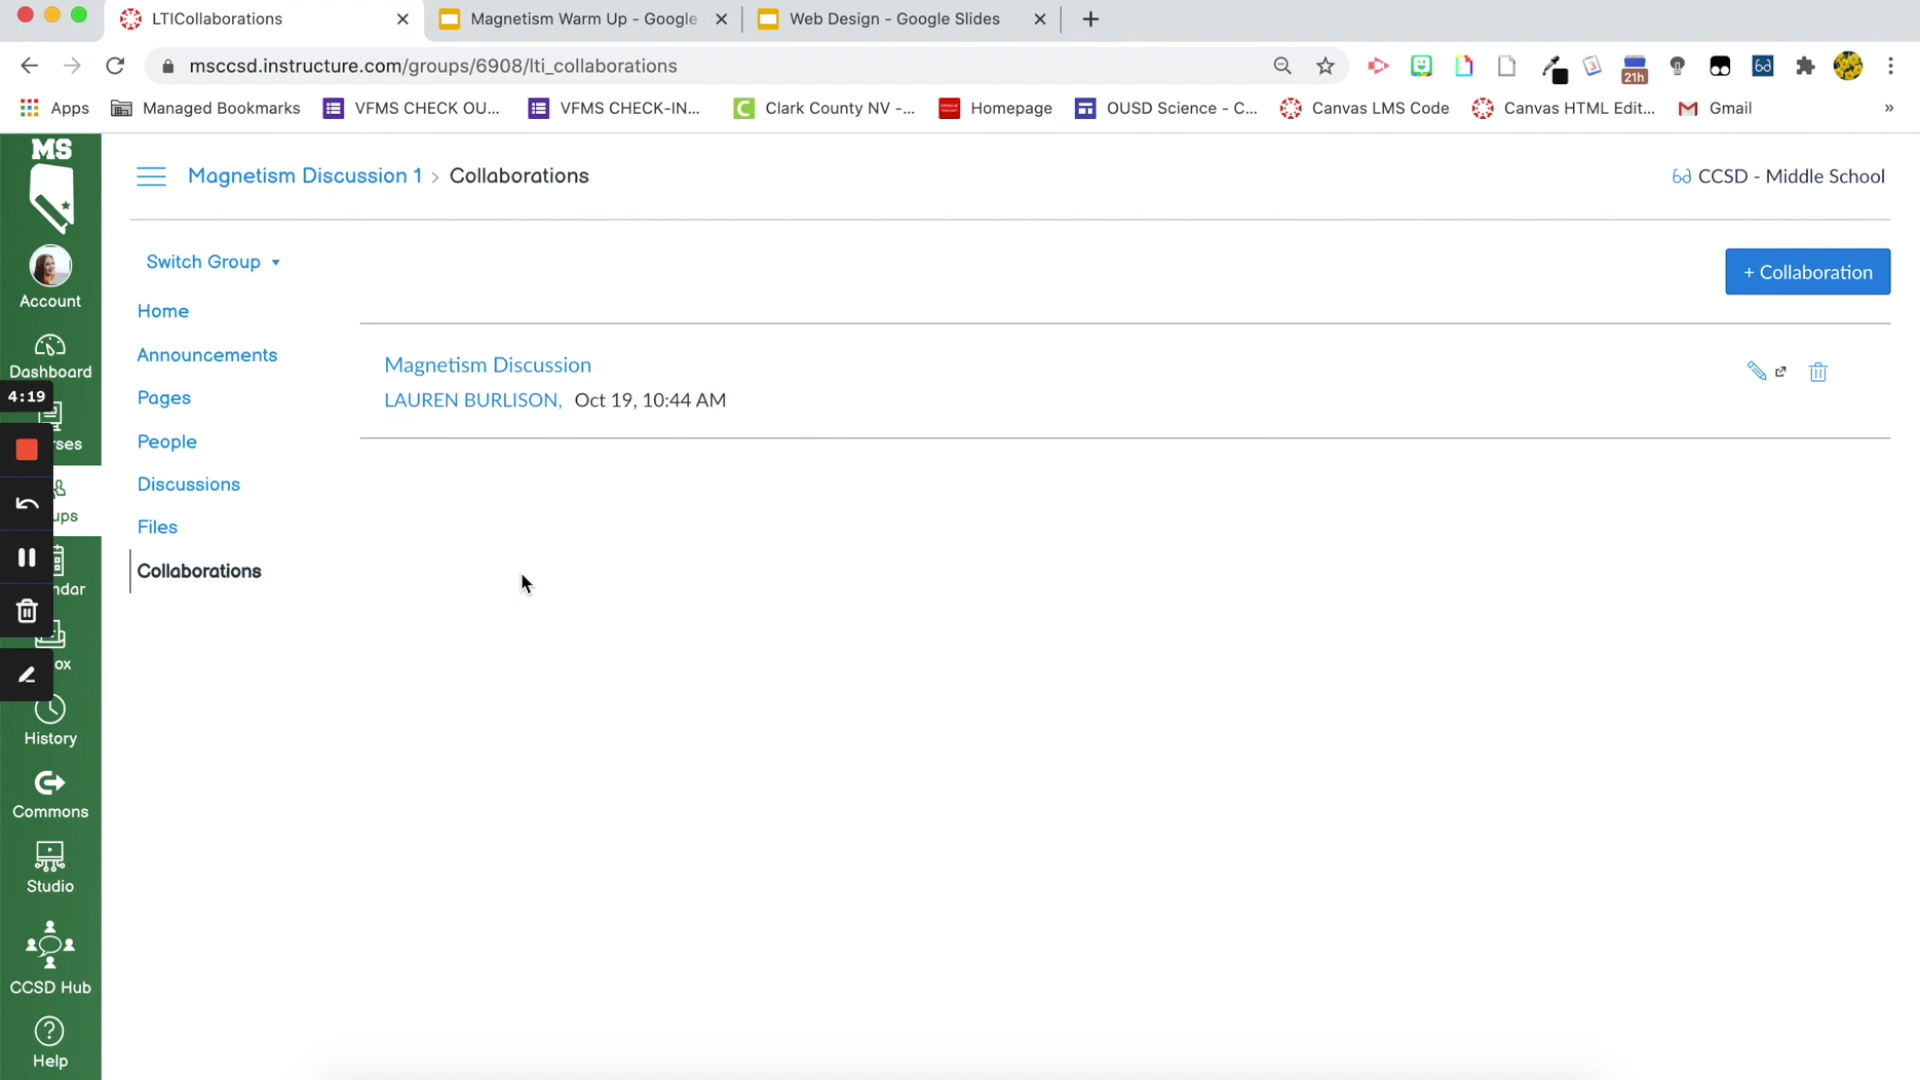 LTICollaborations
Magnetism Warm Up - Google
Web Design - Google Slides
msccsd.instructure.com/groups/6908/lti_collaborations
21h
Apps
Managed Bookmarks
VFMS CHECK OU...
VFMS CHECK-IN...
Clark County NV -...
Homepage
OUSD Science - C...
Canvas LMS Code
Canvas HTML Edit...
Gmail
»
MS
Magnetism Discussion 1 > Collaborations
CCSD - Middle School
Switch Group
+ Collaboration
Account
Home
Announcements
Pages
People
Discussions
Files
Collaborations
Magnetism Discussion
LAUREN BURLISON, Oct 19, 10:44 AM
Dashboard
4:19
rses
ups
ndar
ox
History
Commons
Studio
CCSD Hub
Help